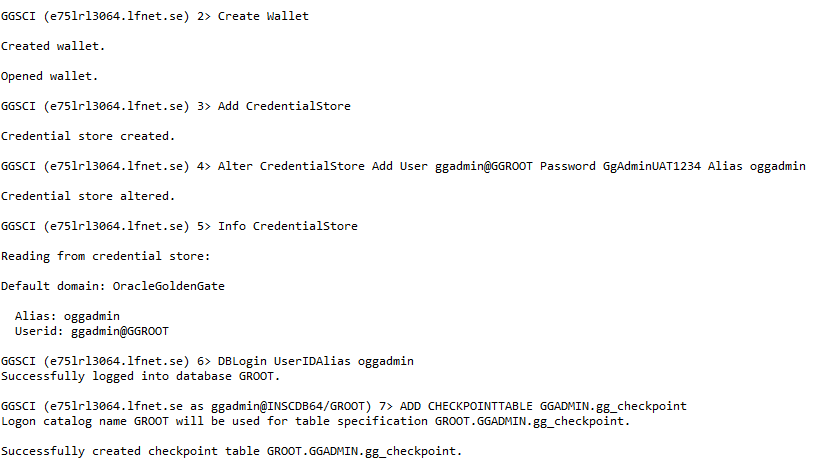 GGSCI (e75lrl3064.lfnet.se) 2> Create Wallet
Created wallet.
Opened wallet.
GGSCI (e75lrl3064.lfnet.se) 3> Add CredentialStore
Credential store created.
GGSCI (e75lrl3064.lfnet.se) 4> Alter CredentialStore Add User ggadmin@GGROOT Password GgAdminUAT1234 Alias oggadmin
Credential store altered.
GGSCI (e75lrl3064.lfnet.se) 5> Info CredentialStore
Reading from credential store:
Default domain: OracleGoldenGate
Alias: oggadmin
Userid: ggadmin@GGROOT
GGSCI (e75lrl3064.lfnet.se) 6> DBLogin UserIDAlias oggadmin
Successfully logged into database GROOT.
GGSCI (e75lrl3064.lfnet.se as ggadmin@INSCDB64/GROOT) 7> ADD CHECKPOINTTABLE GGADMIN.gg_checkpoint
Logon catalog name GROOT will be used for table specification GROOT.GGADMIN.gg_checkpoint.
Successfully created checkpoint table GROOT.GGADMIN.gg_checkpoint.